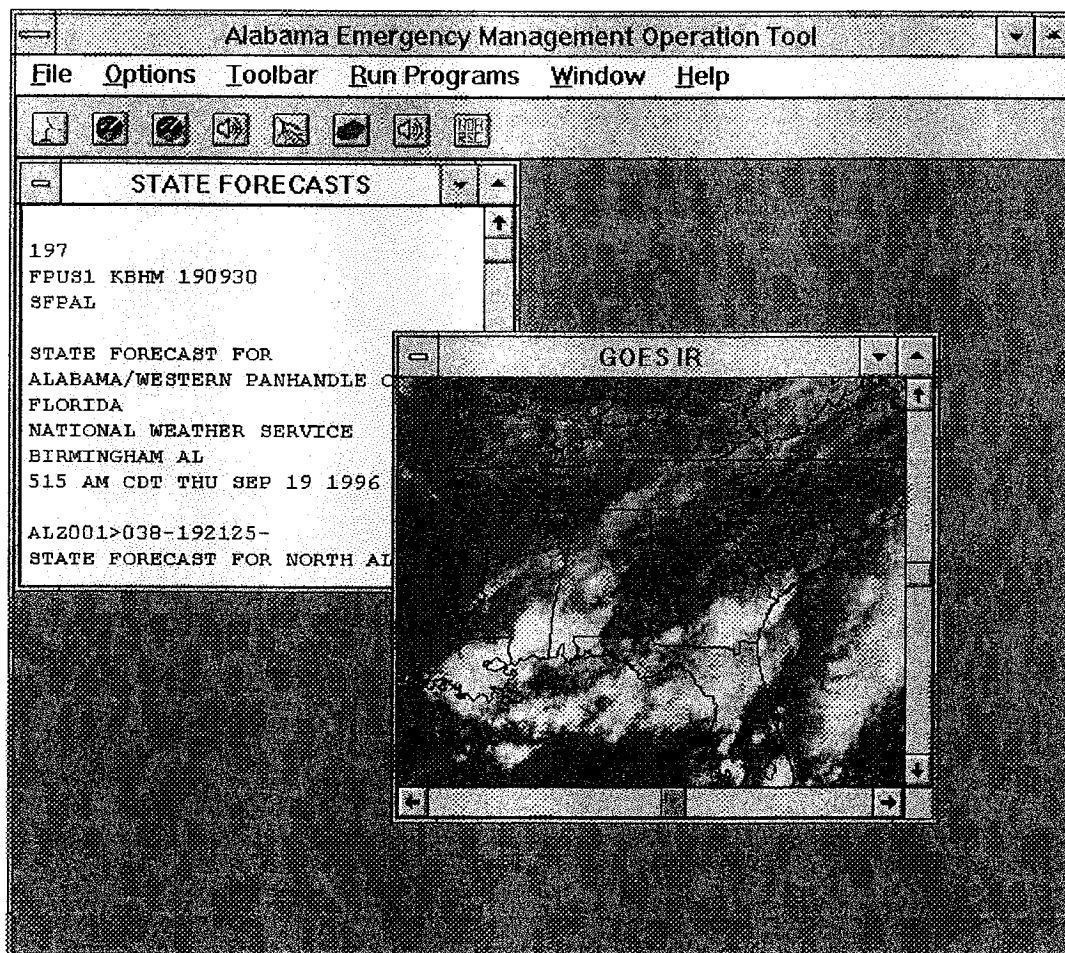 Alabama Emergency Management Operation Tool
File Options Toolbar Run Programs Window Help
STATE FORECASTS
197
FPUS1 KBHM 190930
SFPAL
STATE FORECAST FOR
ALABAMA/WESTERN PANHANDLE
FLORIDA
NATIONAL WEATHER SERVICE
BIRMINGHAM AL
515 AM CDT THU SEP 19 1996
ALZ001>038-192125-
STATE FORECAST FOR NORTH AL
GOES IR